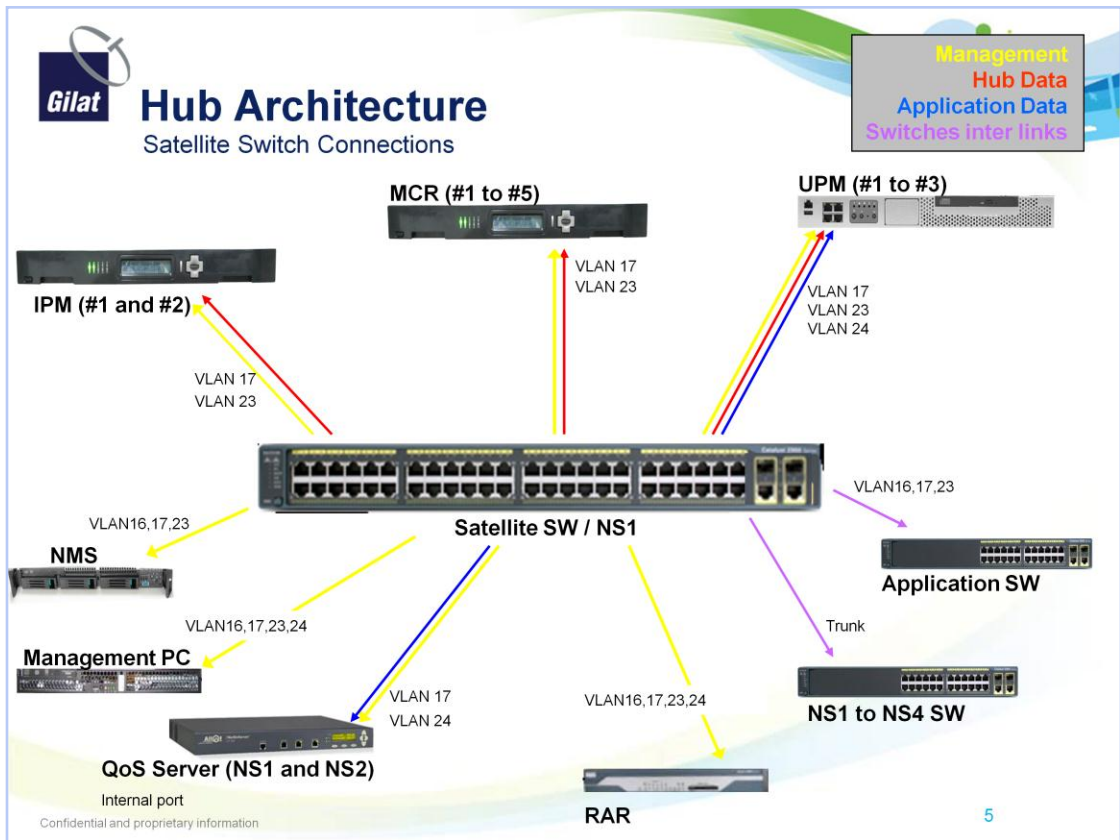 Gilat
Hub Architecture
Satellite Switch Connections
Management
Hub Data
Application Data
Switches inter links
MCR (#1 to #5)
UPM (#1 to #3)
IPM (#1 and #2)
VLAN 17
VLAN 23
VLAN 17
VLAN 23
VLAN 24
VLAN 17
VLAN 23
Satellite SW / NS1
VLAN16,17,23
VLAN16,17,23
NMS
Application SW
VLAN16,17,23,24
Trunk
Management PC
VLAN 17
VLAN 24
VLAN16,17,23,24
NS1 to NS4 SW
QoS Server (NS1 and NS2)
Internal port
RAR
Confidential and proprietary information
5